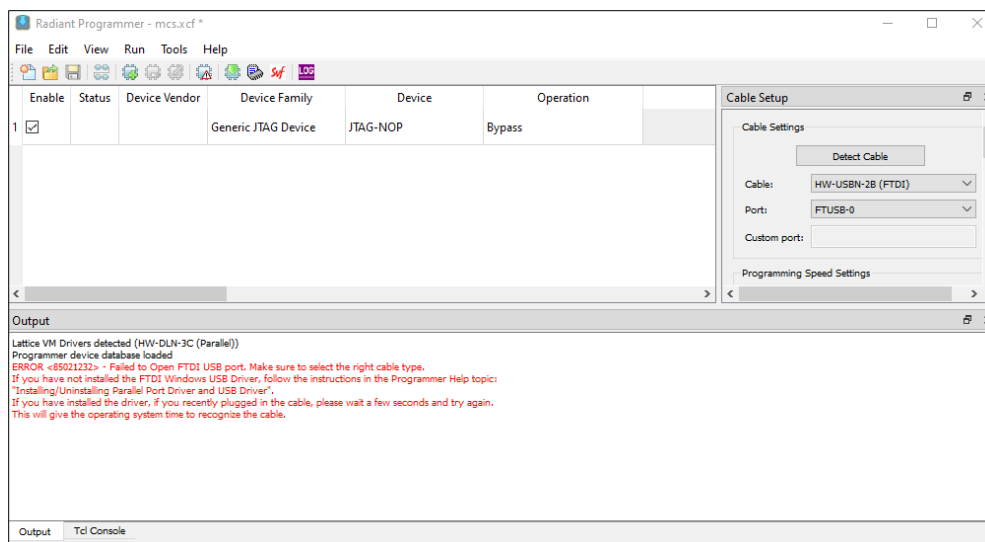 Radiant Programmer - mcs.xcf *
File Edit View Run Tools Help
Svf LOG
Enable Status Device Vendor Device Family Device Operation
1 Generic JTAG Device JTAG-NOP Bypass
Cable Setup
Cable Settings
Detect Cable
Cable: HW-USBN-2B (FTDI)
Port: FTUSB-0
Custom port:
Programming Speed Settings
Output
Lattice VM Drivers detected (HW-DLN-3C (Parallel))
Programmer device database loaded
ERROR <85021232> - Failed to Open FTDI USB port. Make sure to select the right cable type.
If you have not installed the FTDI Windows USB Driver, follow the instructions in the Programmer Help topic:
"Installing/Uninstalling Parallel Port Driver and USB Driver".
If you have installed the driver, if you recently plugged in the cable, please wait a few seconds and try again.
This will give the operating system time to recognize the cable.
Output Tcl Console